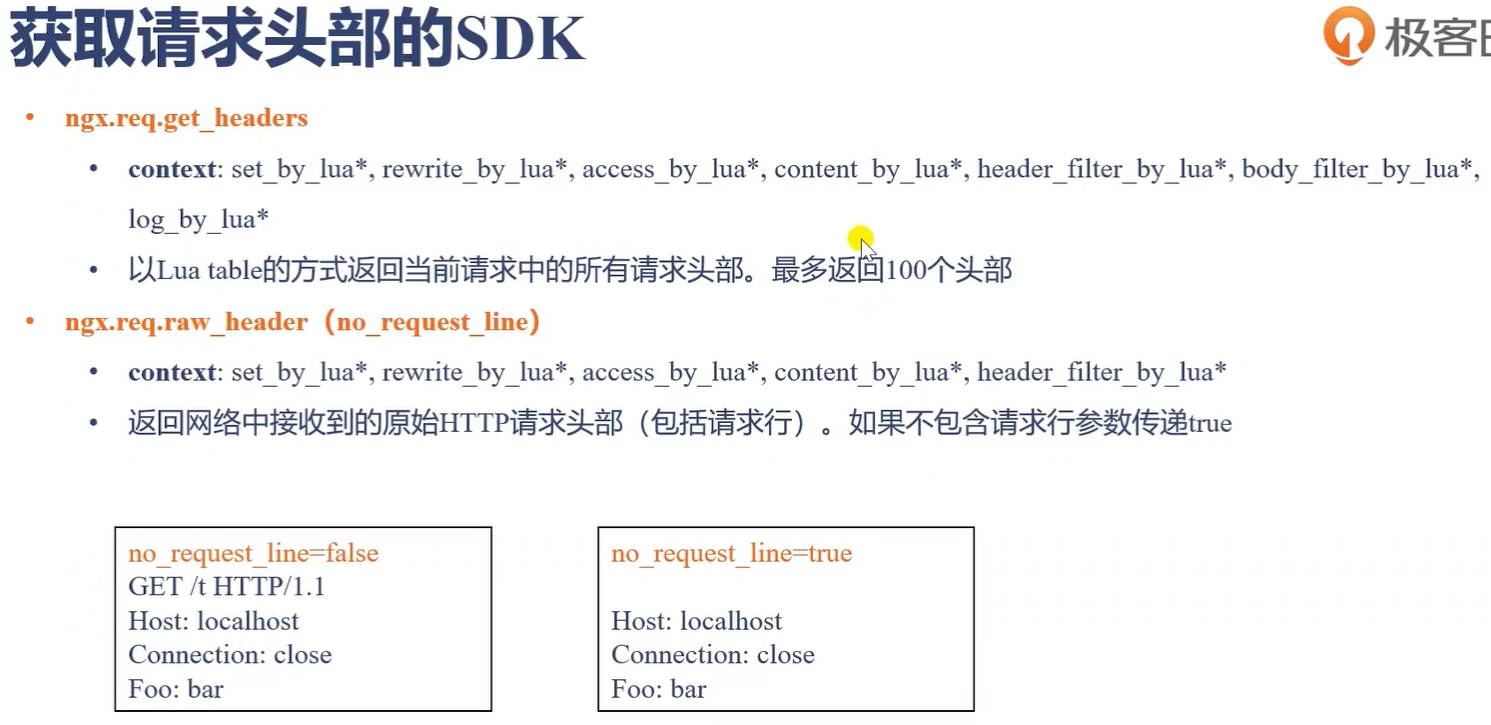 获取请求头部的SDK
极客
• ngx.req.get_headers
• context: set_by_lua*, rewrite_by_lua*, access_by_lua*, content_by_lua*, header_filter_by_lua*, body_filter_by_lua*,
log_by_lua*
• 以Lua table的方式返回当前请求中的所有请求头部。最多返回100个头部
• ngx.req.raw_header（no_request_line）
• context: set_by_lua*, rewrite_by_lua*, access_by_lua*, content_by_lua*, header_filter_by_lua*
• 返回网络中接收到的原始HTTP请求头部（包括请求行）。如果不包含请求行参数传递true
no_request_line=false
GET /t HTTP/1.1
Host: localhost
Connection: close
Foo: bar
no_request_line=true
Host: localhost
Connection: close
Foo: bar